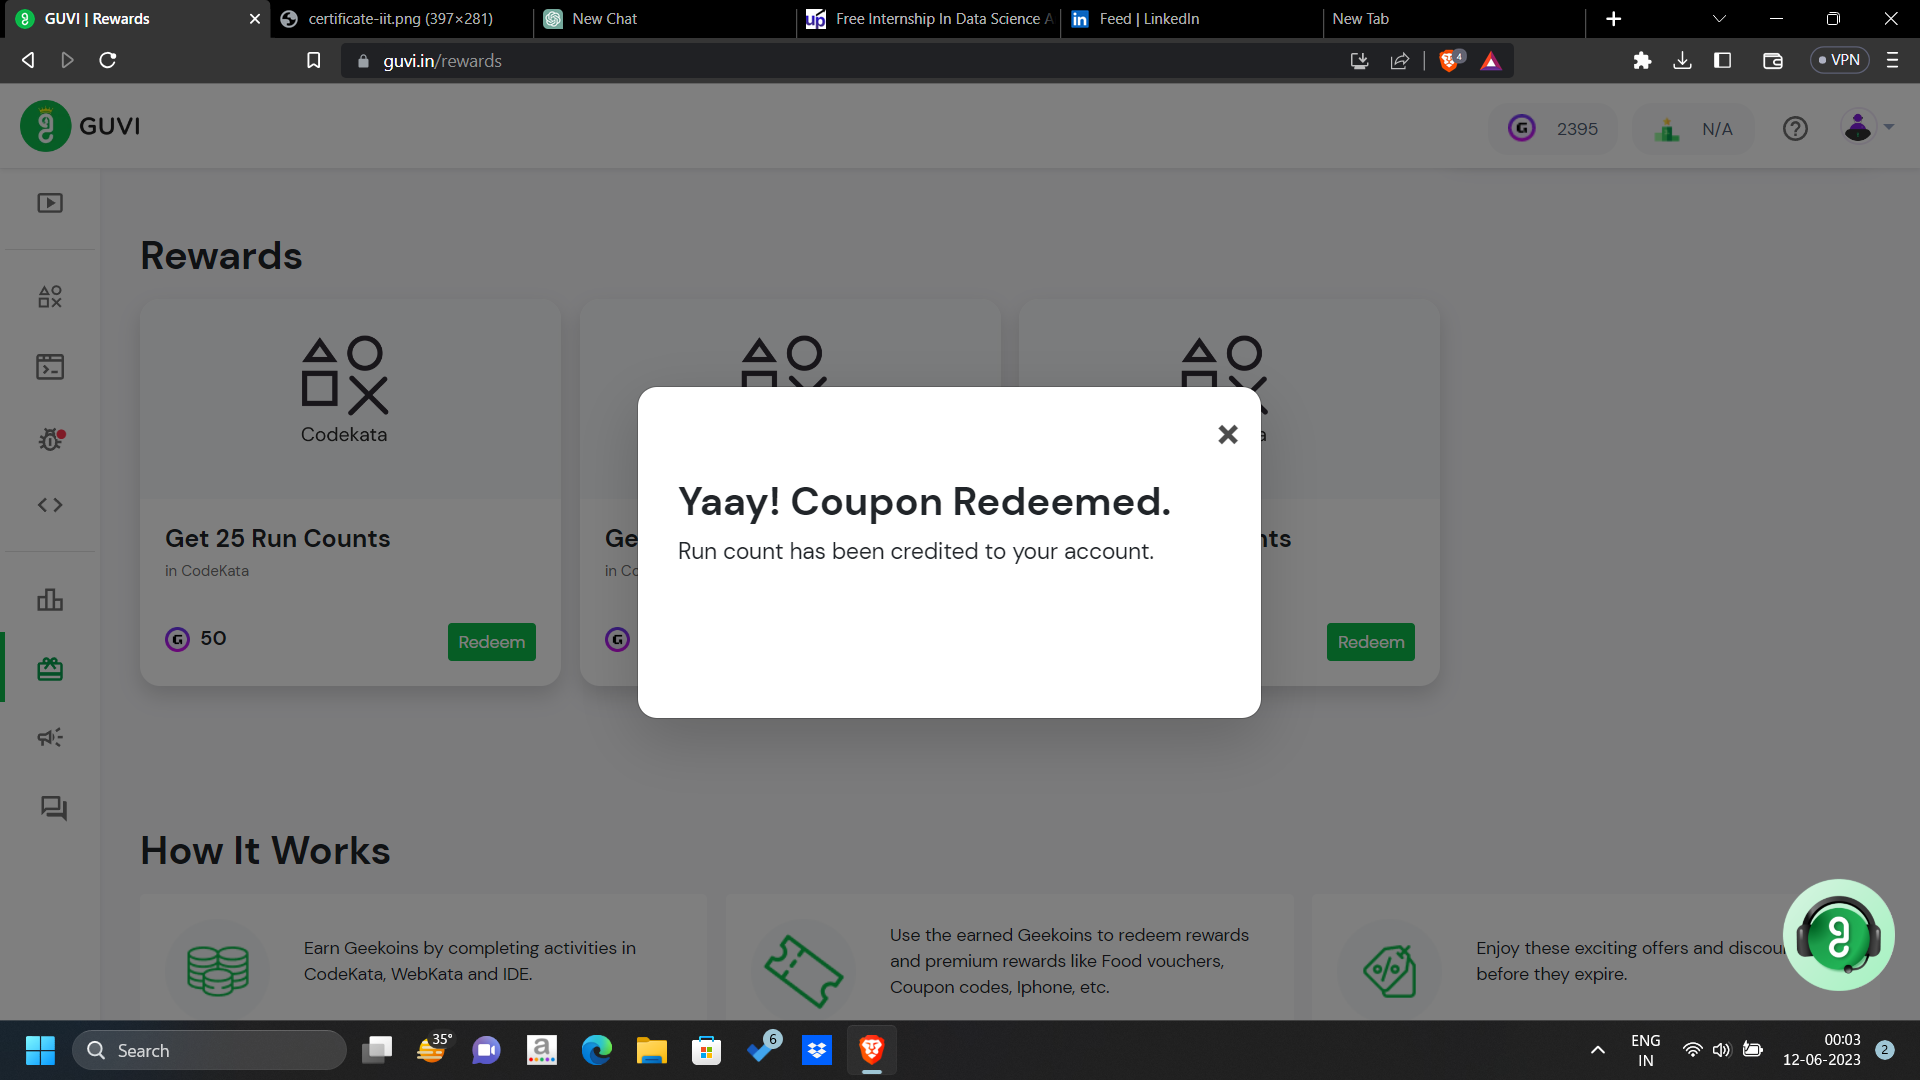 GUVI | Rewards
certificate-iit.png (397×281)
New Chat
Free Internship In Data Science A
Feed | LinkedIn
New Tab
guvi.in/rewards
4
VPN
GUVI
2395
N/A
Rewards
Codekata
Get 25 Run Counts
in CodeKata
50
Redeem
Redeem
Yaay! Coupon Redeemed.
Run count has been credited to your account.
How It Works
Earn Geekoins by completing activities in
CodeKata, WebKata and IDE.
Use the earned Geekoins to redeem rewards
and premium rewards like Food vouchers,
Coupon codes, Iphone, etc.
Enjoy these exciting offers and
before they expire.
Search
35°
6
ENG
IN
00:03
12-06-2023
2